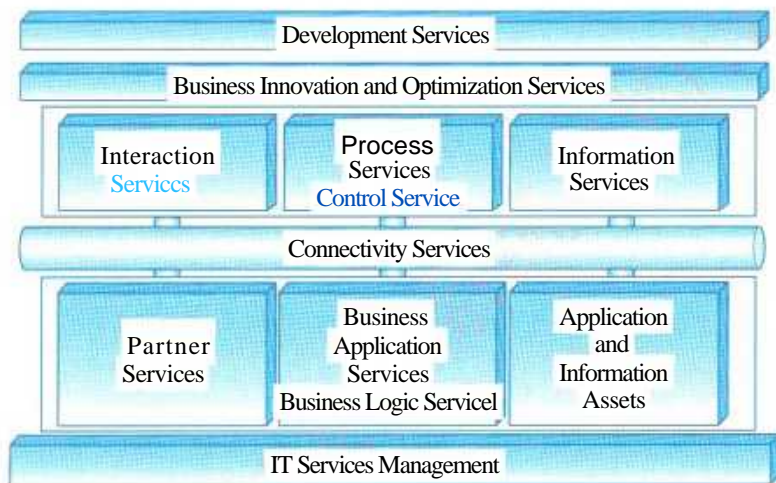 Development Services
Business Innovation and Optimization Services
Interaction
Serviccs
Process
Services
Control Service
Information
Services
Connectivity Services
Partner
Services
Business
Application
Services
Business Logic Servicel
Application
and
Information
Assets
IT Services Management